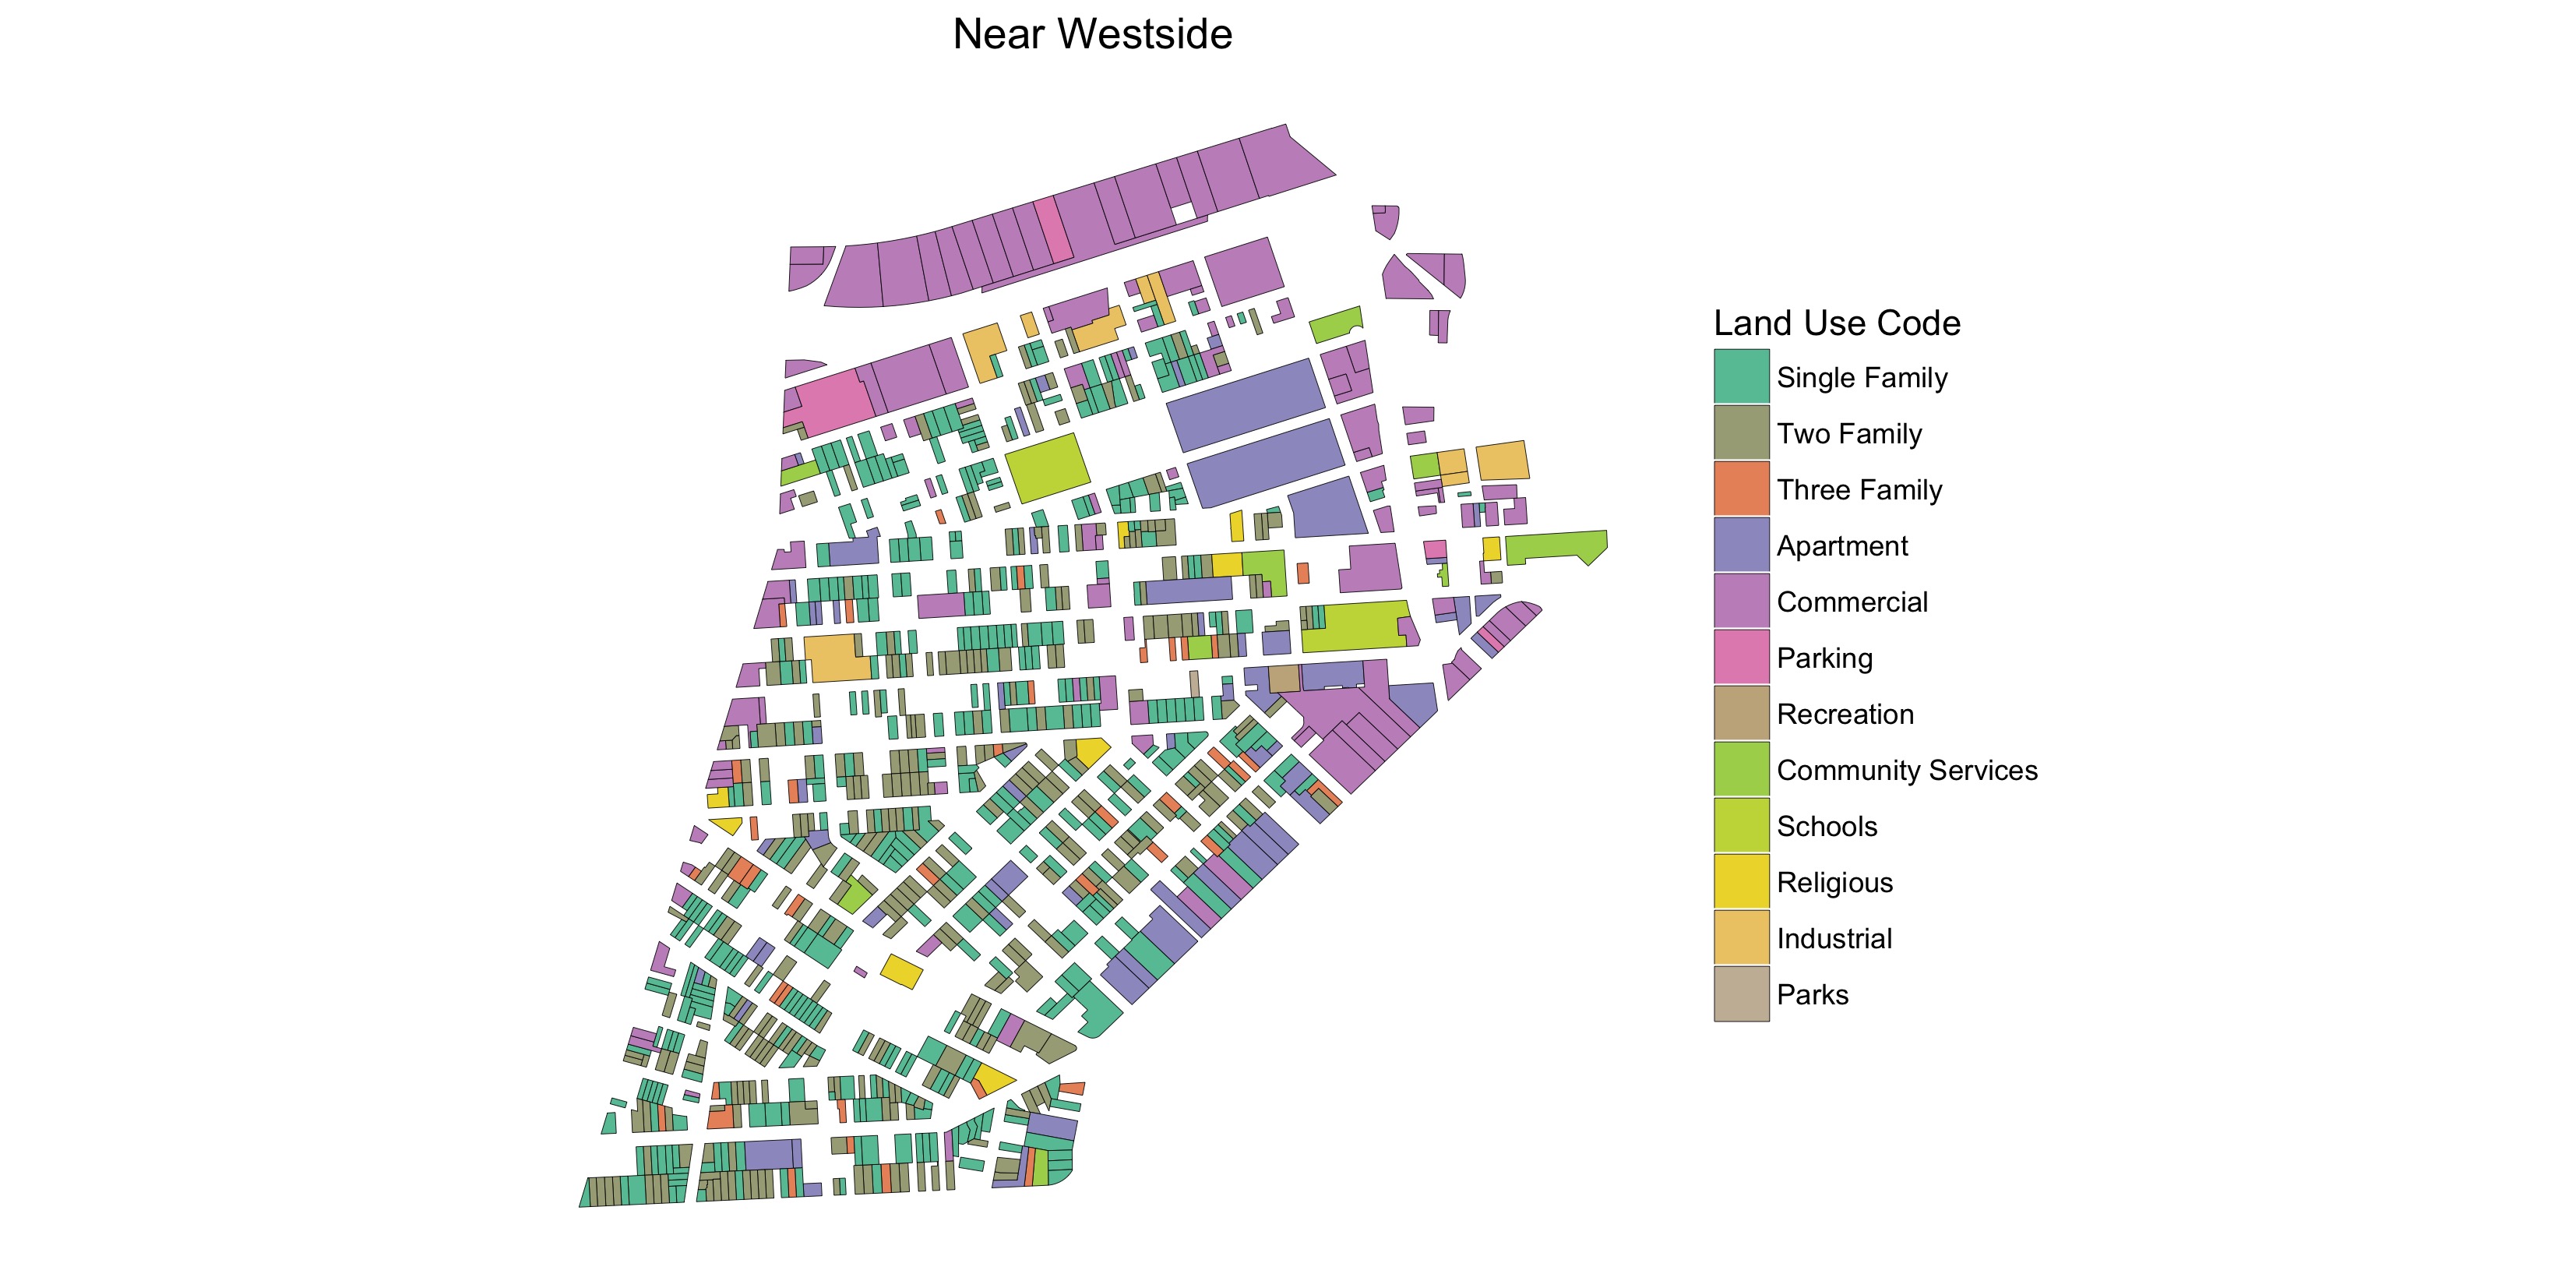 Near Westside
Land Use Code
Single Family
Two Family
Three Family
Apartment
Commercial
Parking
Recreation
Community Services
Schools
Religious
Industrial
Parks